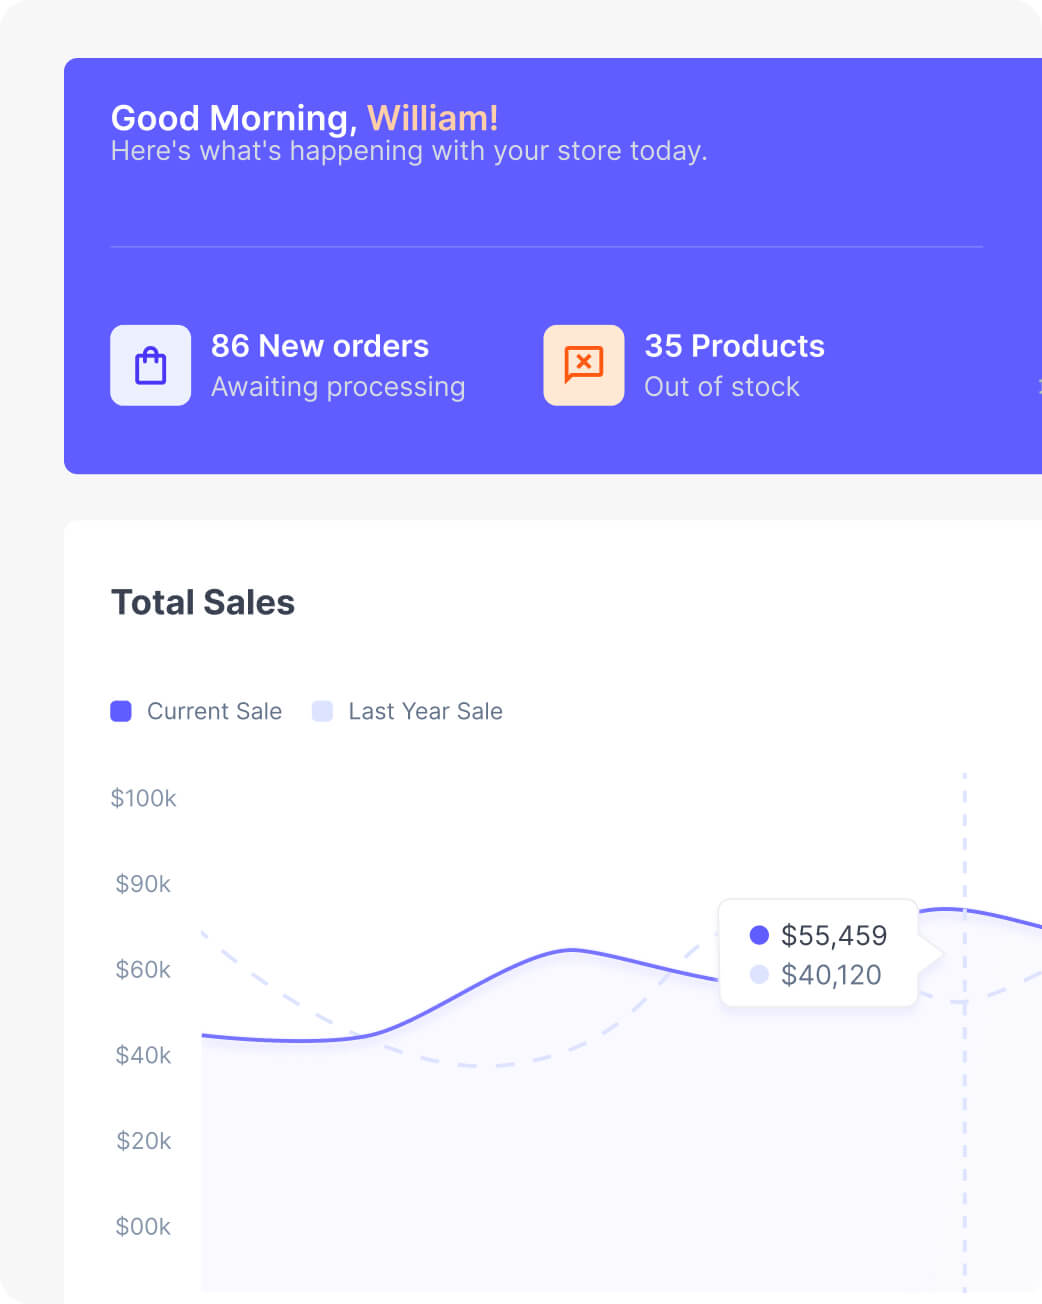 Good Morning, William!
Here's what's happening with your store today.
86 New orders
Awaiting processing
35 Products
Out of stock
Total Sales
Current Sale
Last Year Sale
$100k
$90k
$60k
$40k
$20k
$00k
$55,459
$40,120